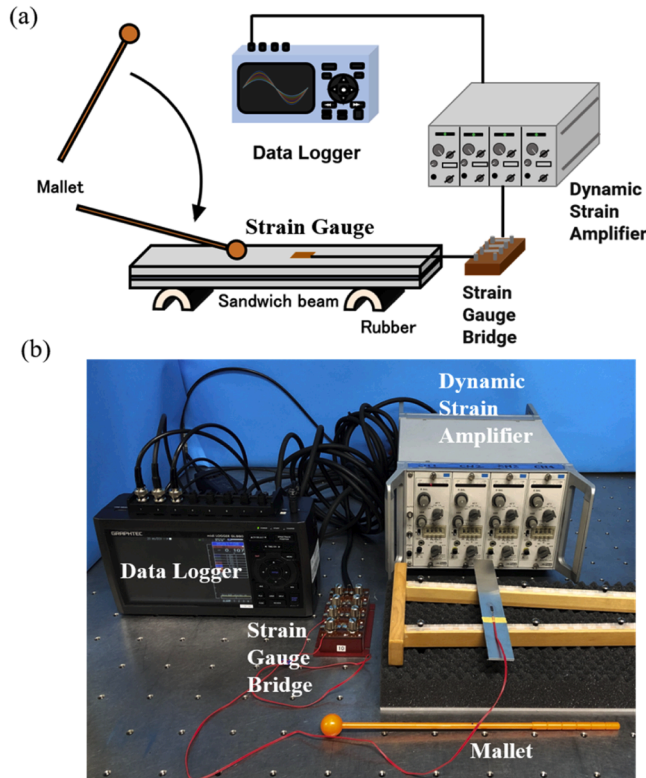 (a)
Mallet
Data Logger
Dynamic
Strain
Amplifier
Strain Gauge
Sandwich beam
Rubber
Strain
Gauge
Bridge
(b)
Dynamic
Strain
Amplifier
GRAPHTEC
Data Logger
Strain
Gauge
Bridge
Mallet